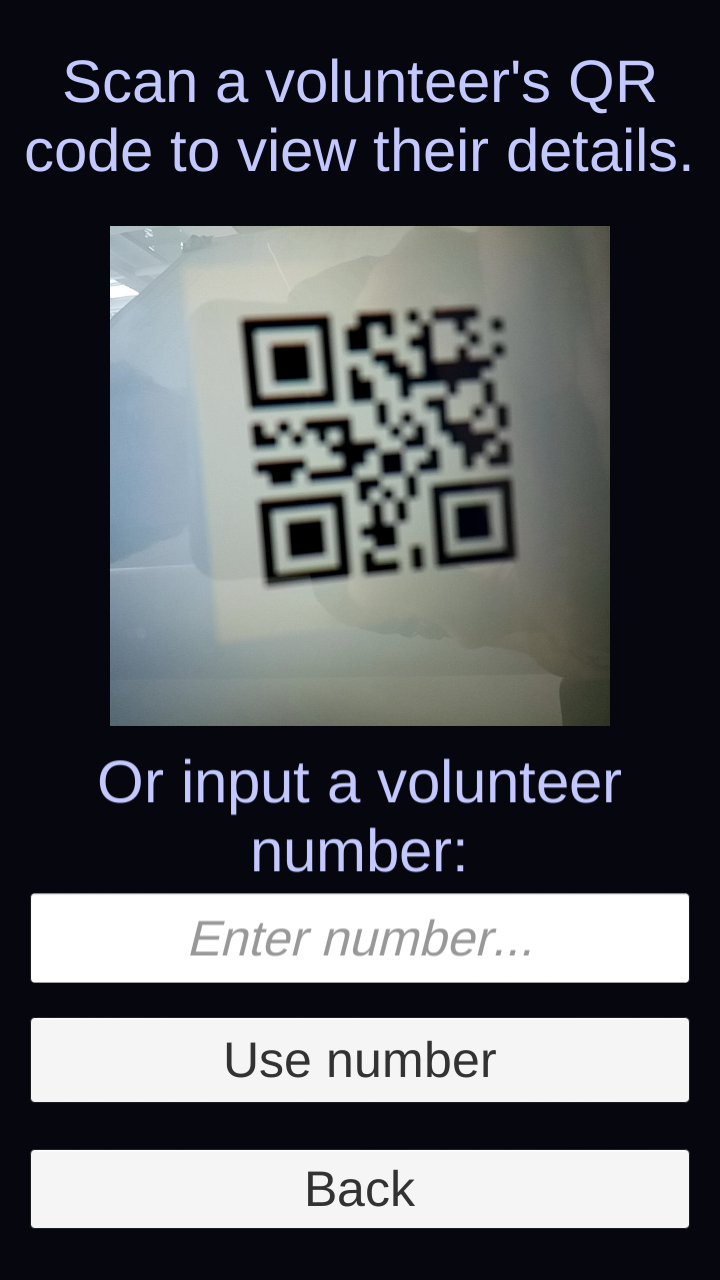 Scan a volunteer's QR
code to view their details.
Or input a volunteer
number:
Enter number...
Use number
Back